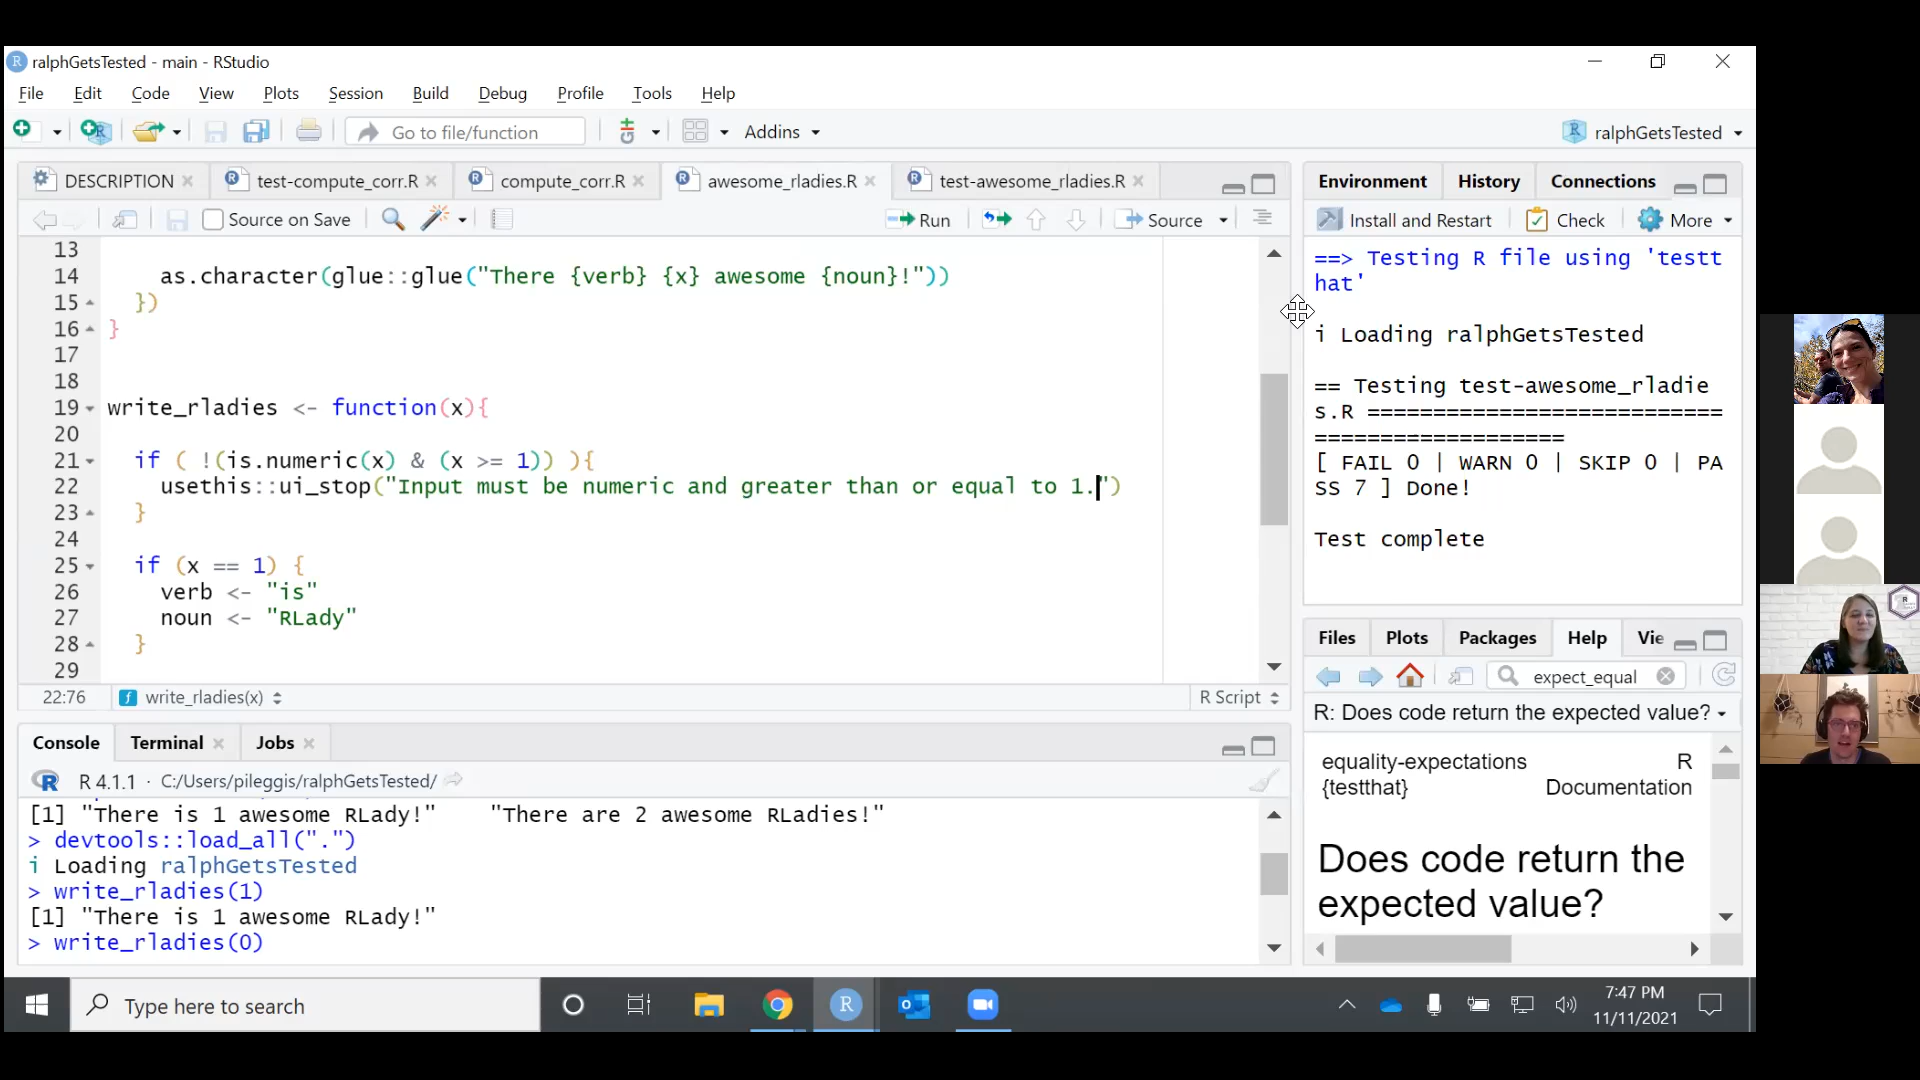 ralphGetsTested - main - RStudio
File Edit Code View Plots Session Build Debug Profile Tools Help
Go to file/function Addins ralphGetsTested
DESCRIPTION test-compute_corr.R compute_corr.R awesome_rladies.R test-awesome_rladies.R
Source on Save Run Source
13
14 as.character(glue::glue("There {verb} {x} awesome {noun}!"))
15 })
16 }
17
18
19 write_rladies <- function(x){
20
21 if ( !(is.numeric(x) & (x >= 1)) ){
22 usethis::ui_stop("Input must be numeric and greater than or equal to 1.")
23 }
24
25 if (x == 1) {
26 verb <- "is"
27 noun <- "RLady"
28 }
29
22:76 write_rladies(x) R Script
Console Terminal Jobs
R 4.1.1 · C:/Users/pileggis/ralphGetsTested/
[1] "There is 1 awesome RLady!" "There are 2 awesome RLadies!"
> devtools::load_all(".")
i Loading ralphGetsTested
> write_rladies(1)
[1] "There is 1 awesome RLady!"
> write_rladies(0)
Environment History Connections
Install and Restart Check More
==> Testing R file using 'testt
hat'
i Loading ralphGetsTested
== Testing test-awesome_rladie
s.R ===========================
===================
[ FAIL 0 | WARN 0 | SKIP 0 | PA
SS 7 ] Done!
Test complete
Files Plots Packages Help Vie
expect_equal
R: Does code return the expected value?
equality-expectations R
{testthat} Documentation
Does code return the
expected value?
Type here to search
7:47 PM
11/11/2021